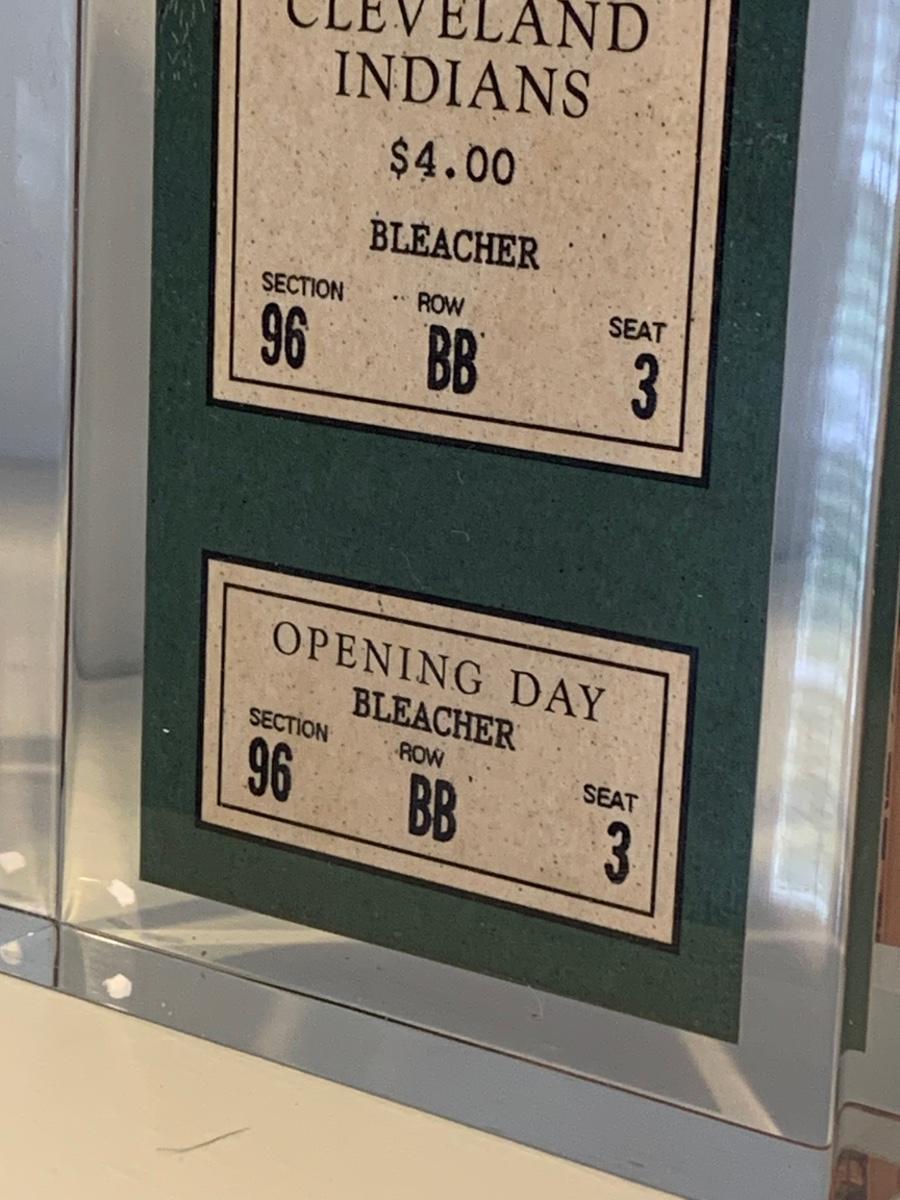 CLEVELAND
INDIANS
$4.00
BLEACHER
SECTION ROW SEAT
96 BB 3
OPENING DAY
BLEACHER
SECTION ROW SEAT
96 BB 3